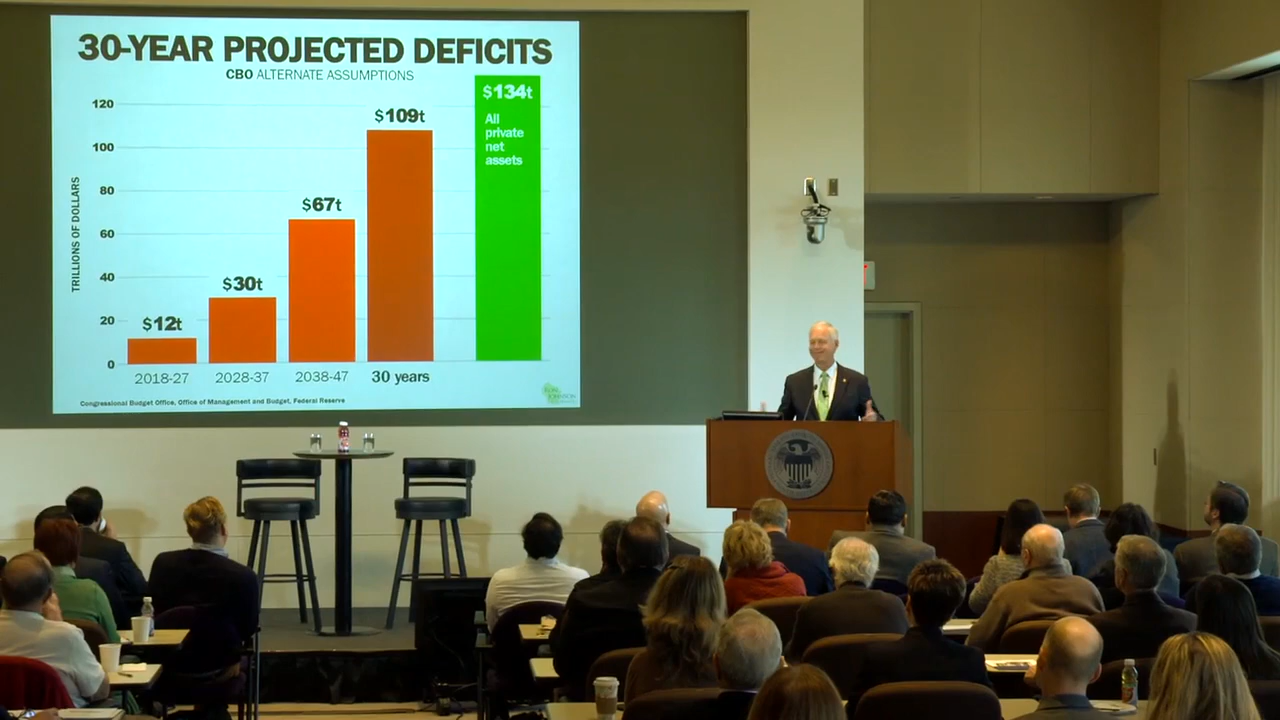 30-YEAR PROJECTED DEFICITS
CBO ALTERNATE ASSUMPTIONS
TRILLIONS OF DOLLARS
120
100
80
60
40
20
0
$12t
$30t
$67t
$109t
$134t
All
private
net
assets
2018-27
2028-37
2038-47
30 years
Congressional Budget Office, Office of Management and Budget, Federal Reserve
JOHNSON